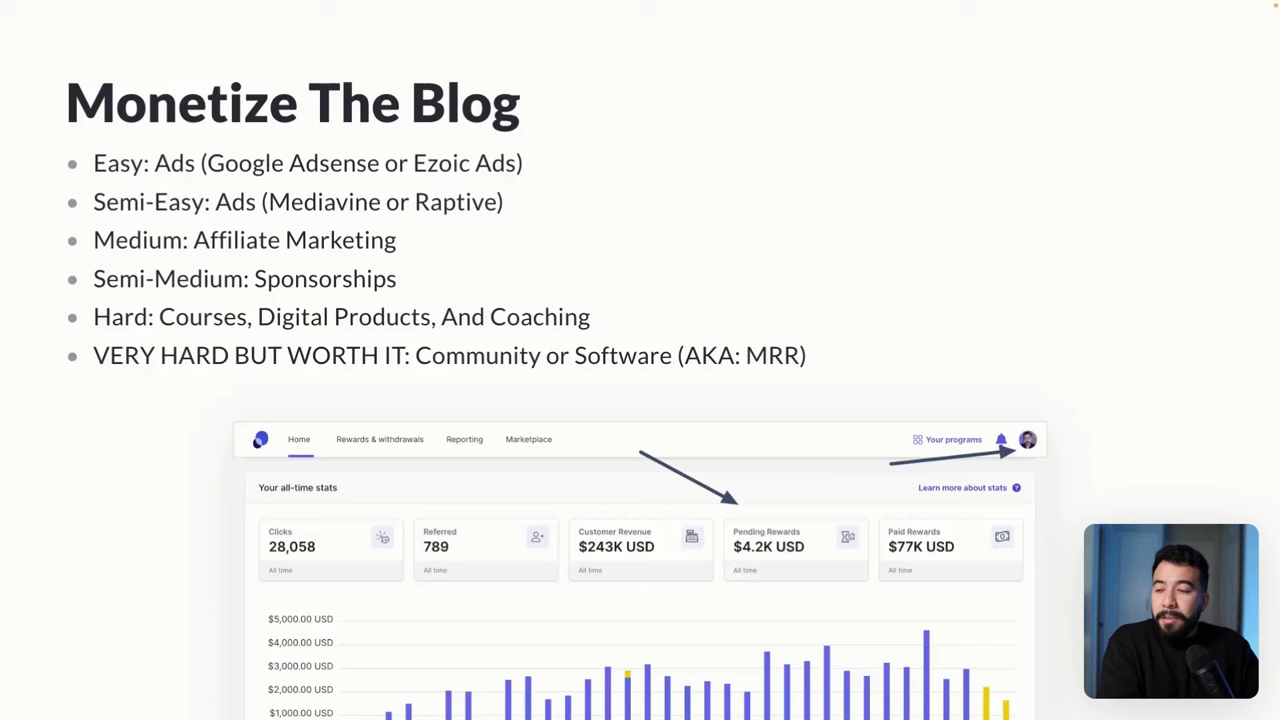 Monetize The Blog
Easy: Ads (Google Adsense or Ezoic Ads)
Semi-Easy: Ads (Mediavine or Raptive)
Medium: Affiliate Marketing
Semi-Medium: Sponsorships
Hard: Courses, Digital Products, And Coaching
VERY HARD BUT WORTH IT: Community or Software (AKA: MRR)
Home Rewards & withdrawals Reporting Marketplace Your programs
Your all-time stats Learn more about stats ?
Clicks Referred Customer Revenue Pending Rewards Paid Rewards
28,058 789 $243K USD $4.2K USD $77K USD
All time All time All time All time All time
$5,000.00 USD
$4,000.00 USD
$3,000.00 USD
$2,000.00 USD
$1,000.00 USD